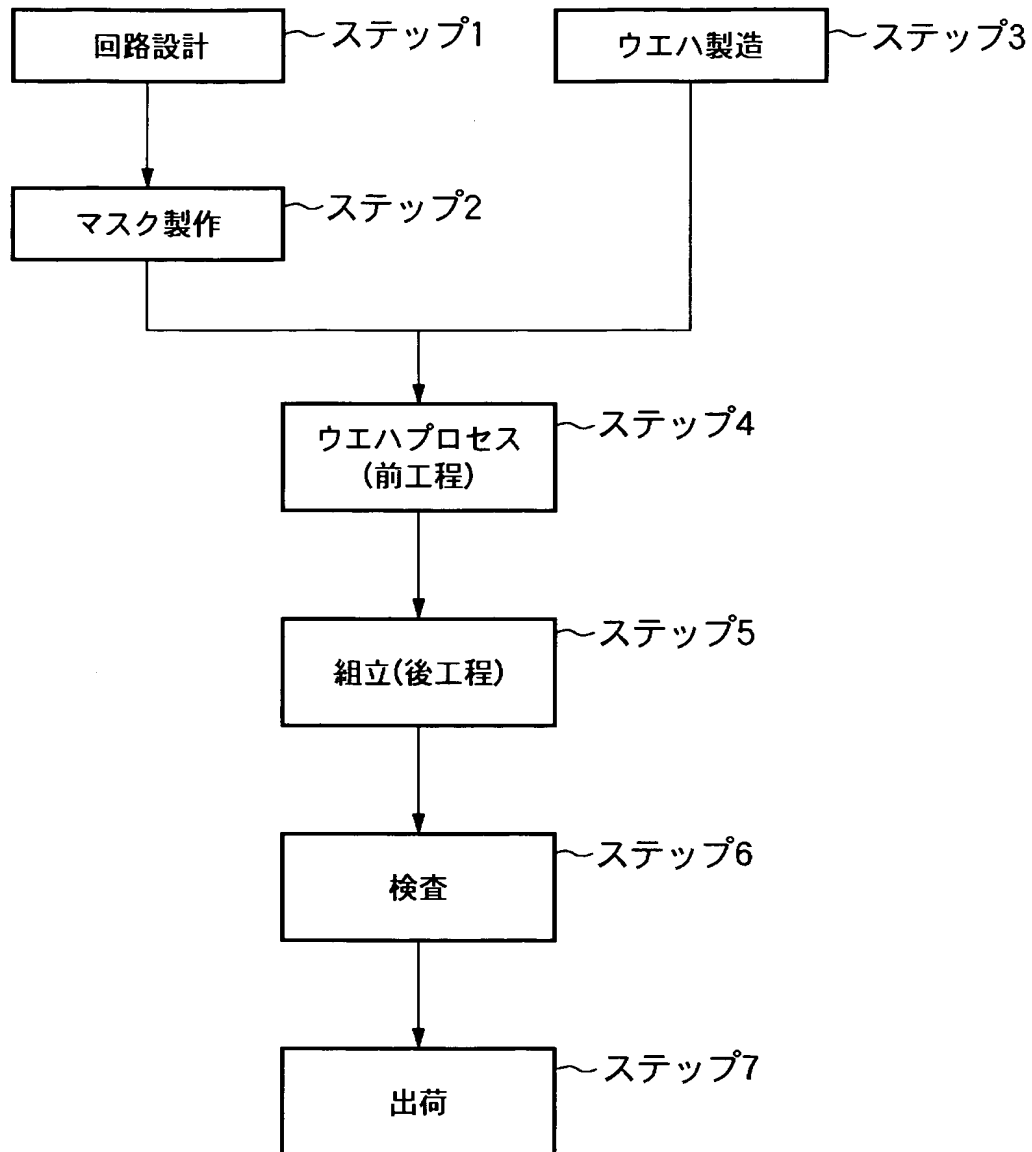 回路設計
ステップ1
ウエハ製造
ステップ3
マスク製作
ステップ2
ウエハプロセス
(前工程)
ステップ4
組立(後工程)
ステップ5
検査
ステップ6
出荷
ステップ7